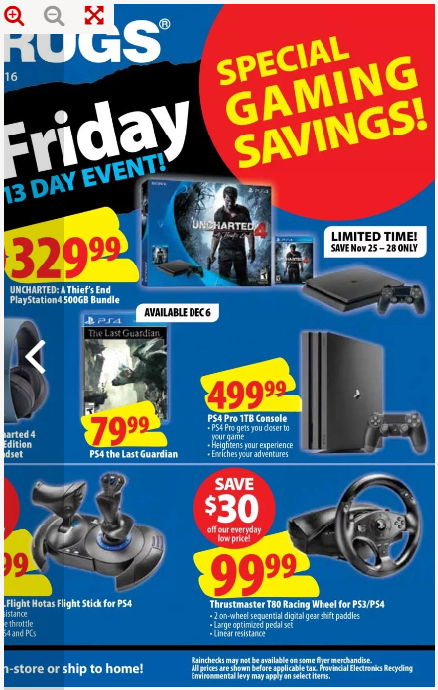 RUGS®
16
SPECIAL
GAMING
SAVINGS!
Friday
13 DAY EVENT!
UNCHARTED 4
LIMITED TIME!
SAVE Nov 25 – 28 ONLY
329.99
UNCHARTED: A Thief's End
PlayStation4 500GB Bundle
AVAILABLE DEC 6
PS4
The Last Guardian
79.99
PS4 the Last Guardian
499.99
PS4 Pro 1TB Console
• PS4 Pro gets you closer to
your game
• Heightens your experience
• Enriches your adventures
harted 4
Edition
dset
SAVE
$30
off our everyday
low price!
99
99.99
.Flight Hotas Flight Stick for PS4
sistance
e throttle
S4 and PCs
Thrustmaster T80 Racing Wheel for PS3/PS4
• 2 on-wheel sequential digital gear shift paddles
• Large optimized pedal set
• Linear resistance
n-store or ship to home!
Rainchecks may not be available on some flyer merchandise.
All prices are shown before applicable tax. Provincial Electronics Recycling
Environmental levy may apply on select items.